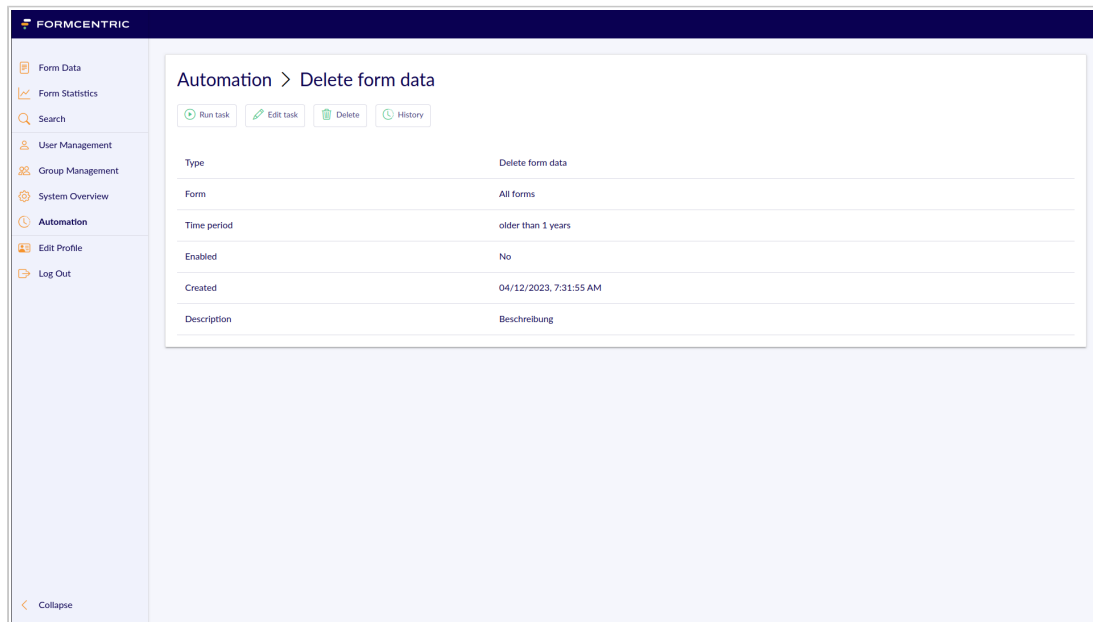 FORMCENTRIC
Form Data
Form Statistics
Search
User Management
Group Management
System Overview
Automation
Edit Profile
Log Out
Collapse
Automation > Delete form data
Run task Edit task Delete History
Type Delete form data
Form All forms
Time period older than 1 years
Enabled No
Created 04/12/2023, 7:31:55 AM
Description Beschreibung